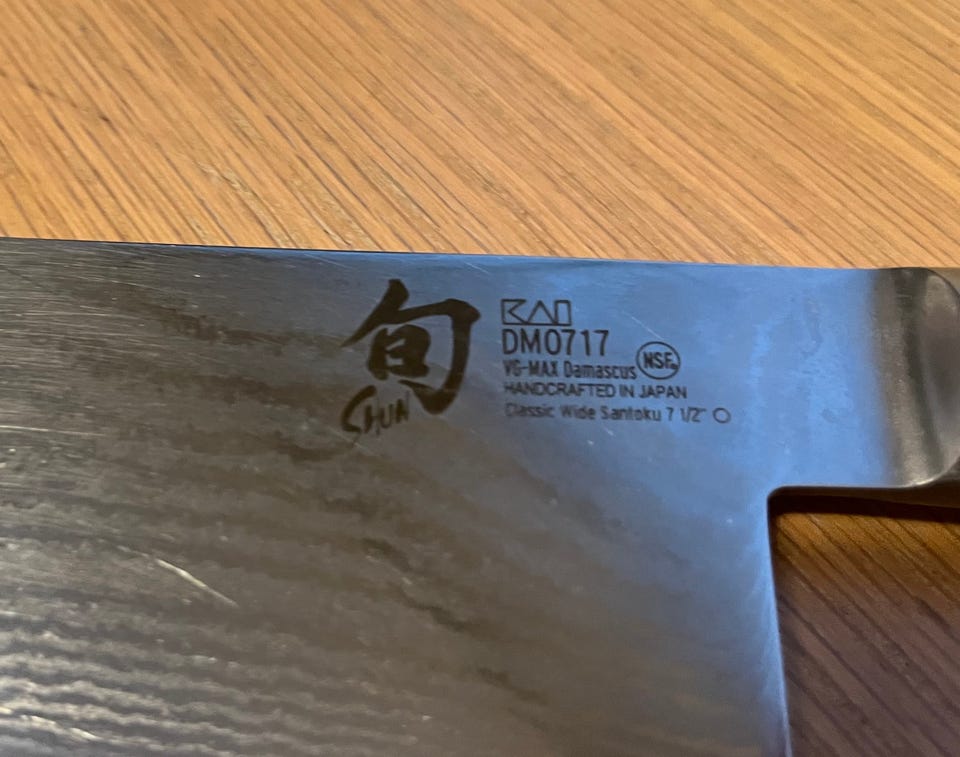 旬
SHUN
KAI
DM0717
VG-MAX Damascus
NSF
HANDCRAFTED IN JAPAN
Classic Wide Santoku 7 1/2"